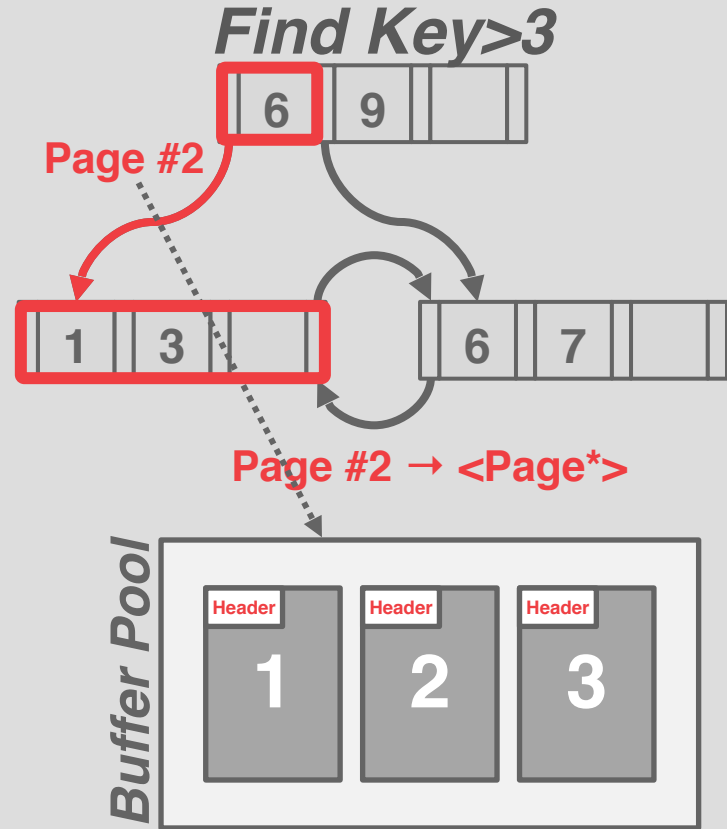 Find Key>3
6 9
Page #2
1 3 6 7
Page #2 → <Page*>
Buffer Pool
Header Header Header
1 2 3